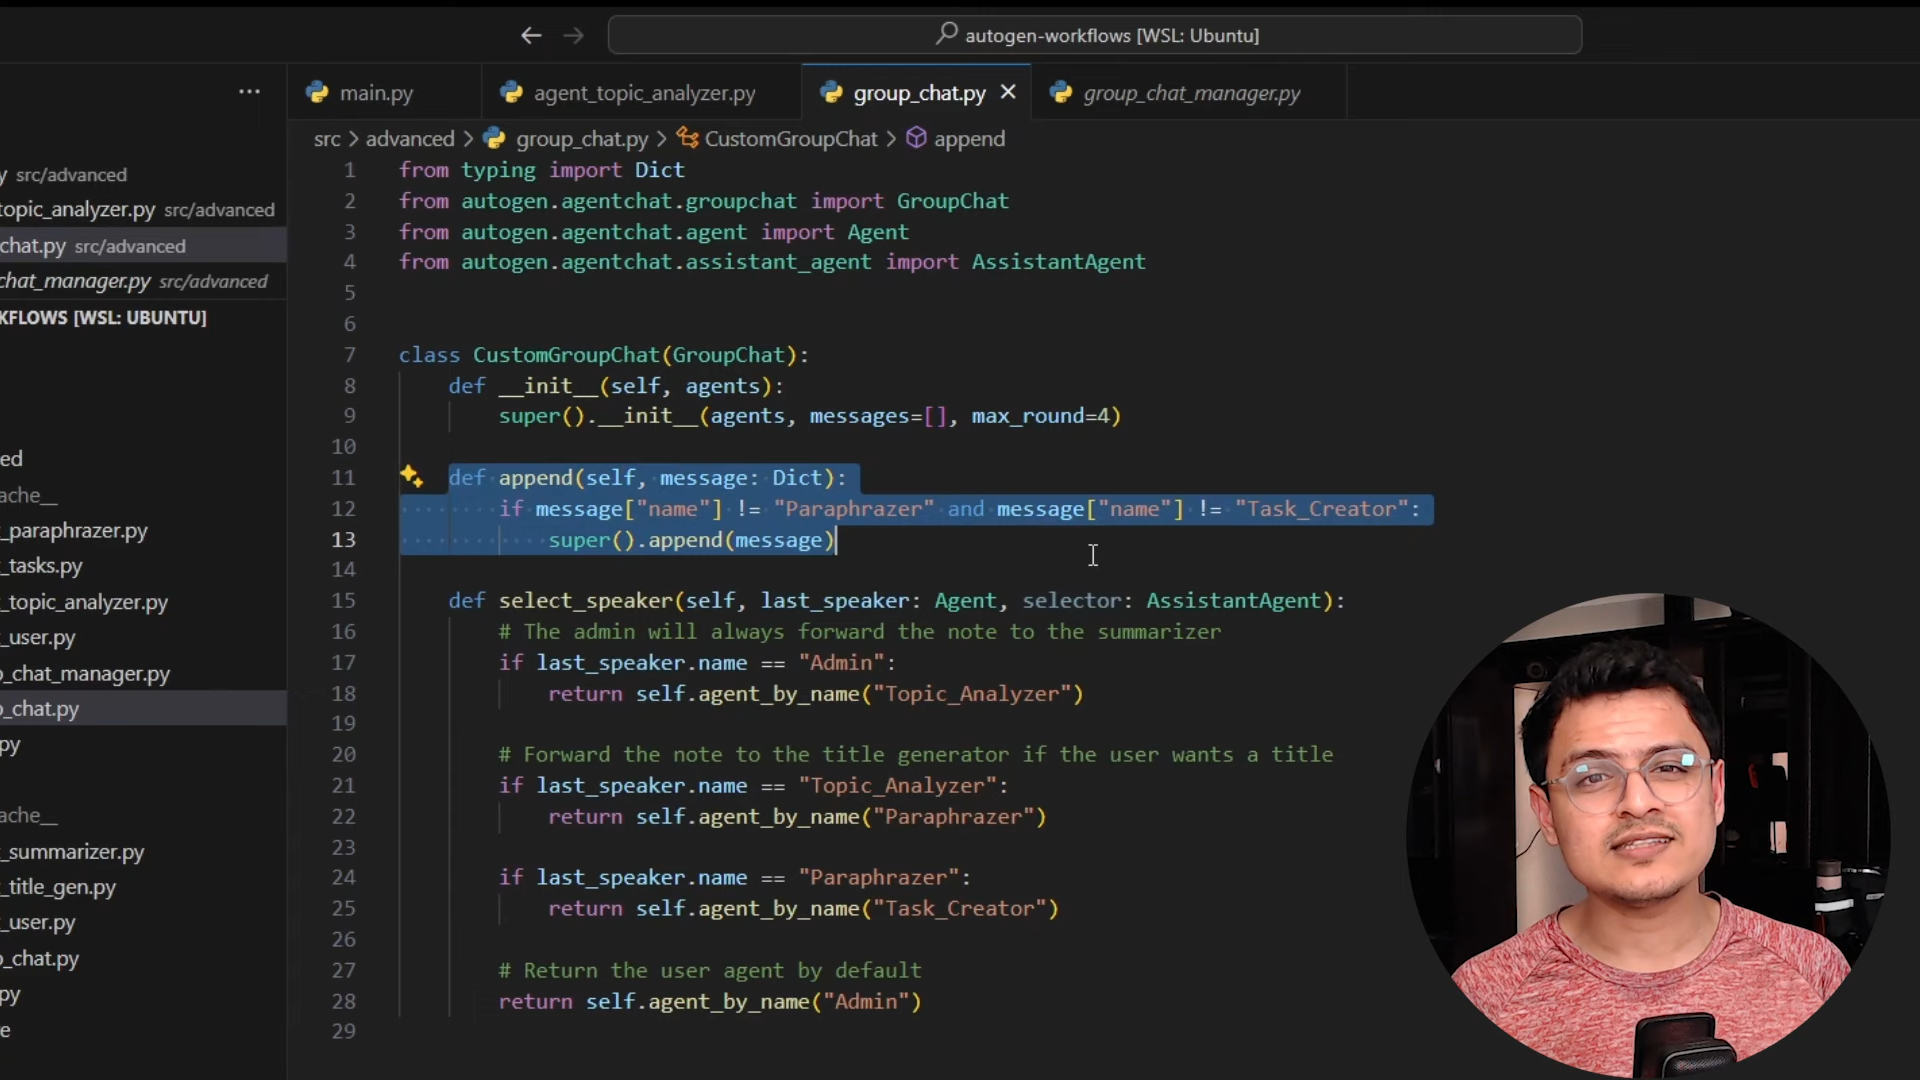 autogen-workflows [WSL: Ubuntu]
main.py
agent_topic_analyzer.py
group_chat.py
group_chat_manager.py
src > advanced > group_chat.py > CustomGroupChat > append
y src/advanced
topic_analyzer.py src/advanced
chat.py src/advanced
chat_manager.py src/advanced
KFLOWS [WSL: UBUNTU]
ed
ache__
_paraphrazer.py
_tasks.py
_topic_analyzer.py
_user.py
o_chat_manager.py
o_chat.py
py
ache__
_summarizer.py
_title_gen.py
_user.py
o_chat.py
py
e
1 from typing import Dict
2 from autogen.agentchat.groupchat import GroupChat
3 from autogen.agentchat.agent import Agent
4 from autogen.agentchat.assistant_agent import AssistantAgent
5
6
7 class CustomGroupChat(GroupChat):
8 def __init__(self, agents):
9 super().__init__(agents, messages=[], max_round=4)
10
11 def append(self, message: Dict):
12 if message["name"] != "Paraphrazer" and message["name"] != "Task_Creator":
13 super().append(message)
14
15 def select_speaker(self, last_speaker: Agent, selector: AssistantAgent):
16 # The admin will always forward the note to the summarizer
17 if last_speaker.name == "Admin":
18 return self.agent_by_name("Topic_Analyzer")
19
20 # Forward the note to the title generator if the user wants a title
21 if last_speaker.name == "Topic_Analyzer":
22 return self.agent_by_name("Paraphrazer")
23
24 if last_speaker.name == "Paraphrazer":
25 return self.agent_by_name("Task_Creator")
26
27 # Return the user agent by default
28 return self.agent_by_name("Admin")
29